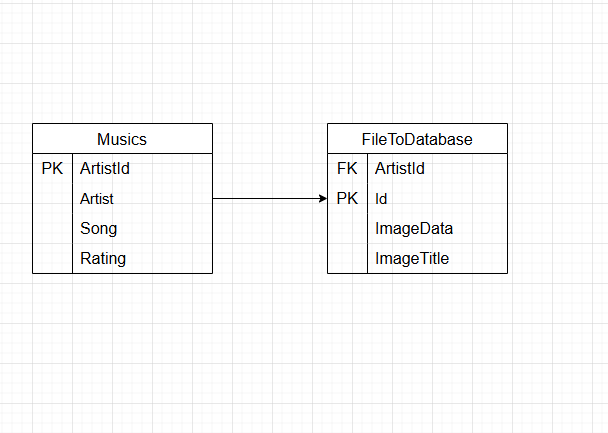 Musics
PK ArtistId
Artist
Song
Rating
FileToDatabase
FK ArtistId
PK Id
ImageData
ImageTitle